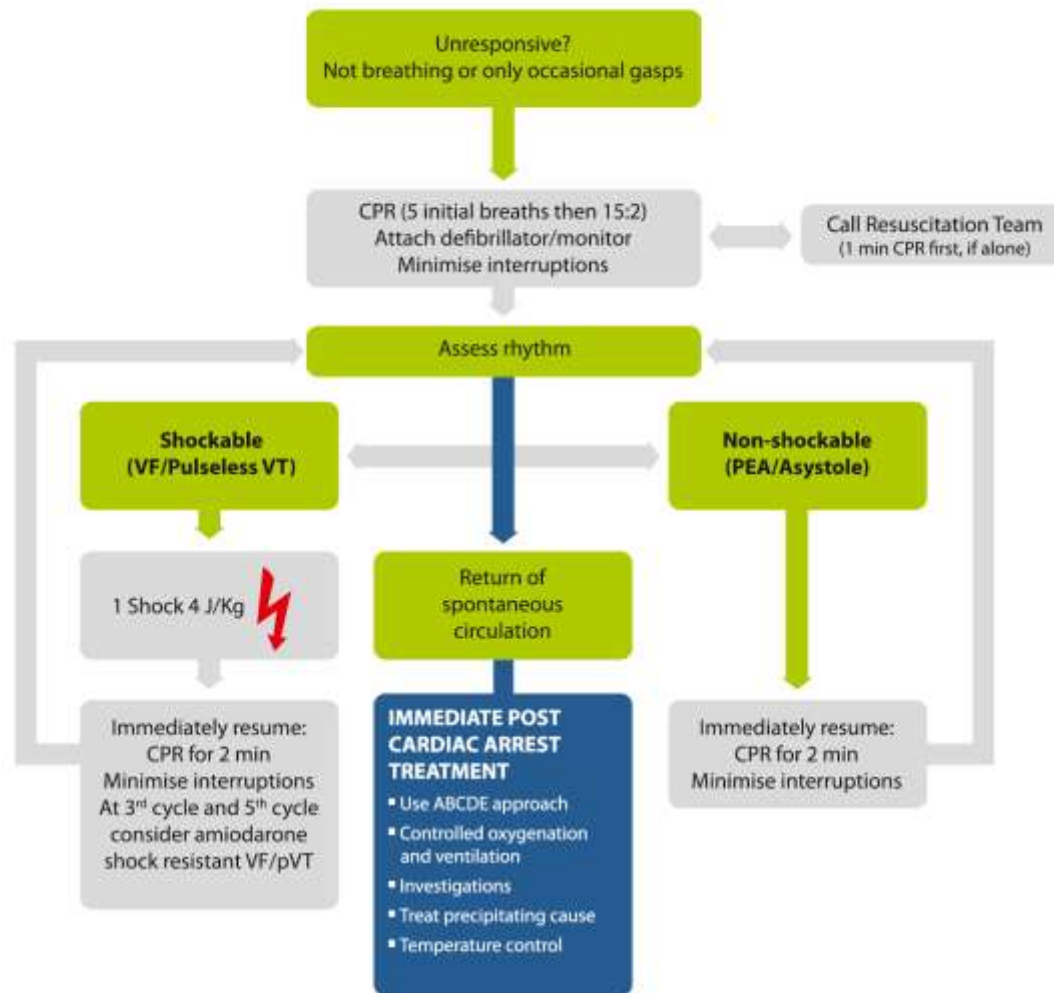 Unresponsive?
Not breathing or only occasional gasps
CPR (5 initial breaths then 15:2)
Attach defibrillator/monitor
Minimise interruptions
Call Resuscitation Team
(1 min CPR first, if alone)
Assess rhythm
Shockable
(VF/Pulseless VT)
Non-shockable
(PEA/Asystole)
1 Shock 4 J/Kg
Return of
spontaneous
circulation
Immediately resume:
CPR for 2 min
Minimise interruptions
At 3rd cycle and 5th cycle
consider amiodarone
shock resistant VF/pVT
IMMEDIATE POST
CARDIAC ARREST
TREATMENT
▪ Use ABCDE approach
▪ Controlled oxygenation
and ventilation
▪ Investigations
▪ Treat precipitating cause
▪ Temperature control
Immediately resume:
CPR for 2 min
Minimise interruptions